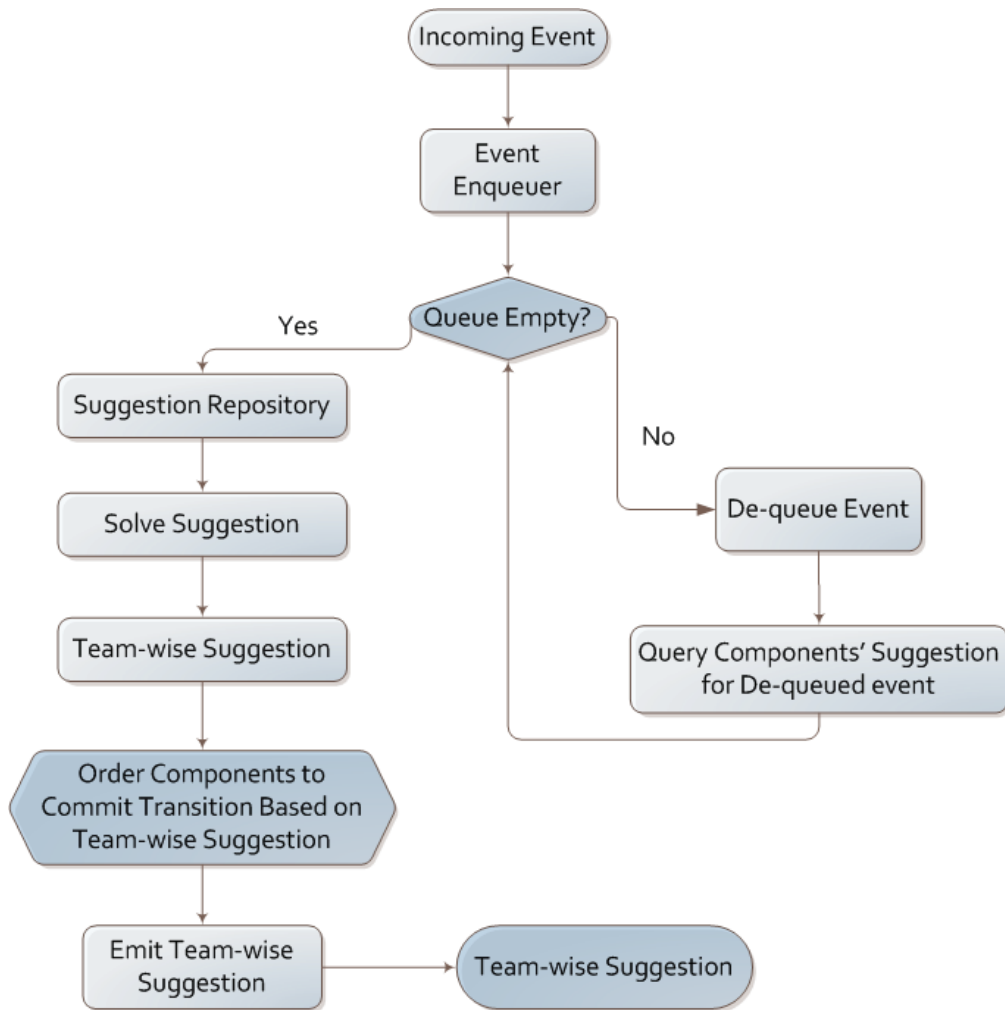 Incoming Event
Event
Enqueuer
Queue Empty?
Yes
Suggestion Repository
No
De-queue Event
Solve Suggestion
Team-wise Suggestion
Query Components' Suggestion
for De-queued event
Order Components to
Commit Transition Based on
Team-wise Suggestion
Emit Team-wise
Suggestion
Team-wise Suggestion